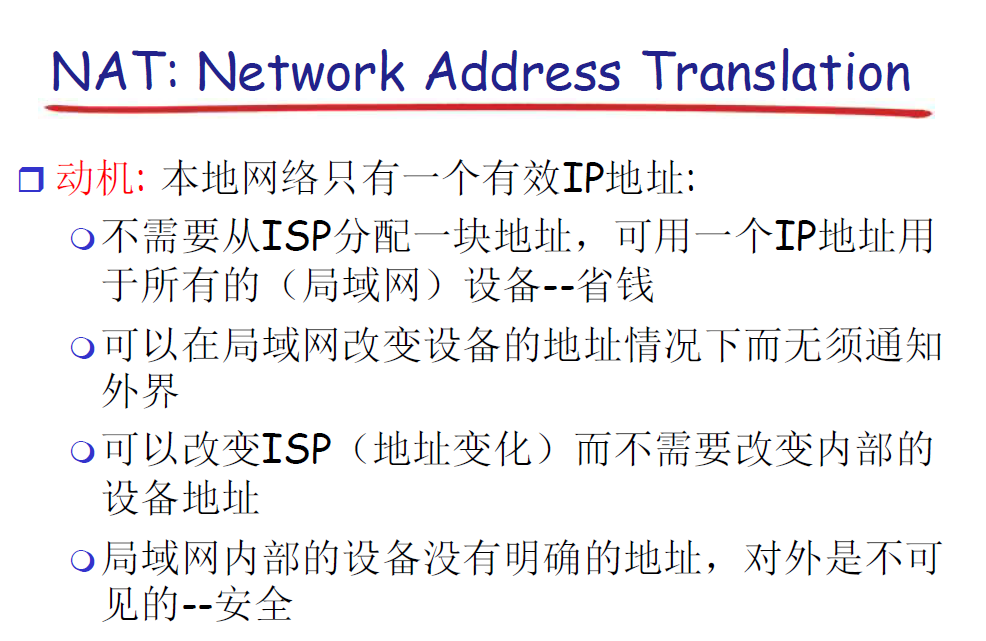 NAT: Network Address Translation
动机: 本地网络只有一个有效IP地址:
不需要从ISP分配一块地址，可用一个IP地址用
于所有的（局域网）设备--省钱
可以在局域网改变设备的地址情况下而无须通知
外界
可以改变ISP（地址变化）而不需要改变内部的
设备地址
局域网内部的设备没有明确的地址，对外是不可
见的--安全